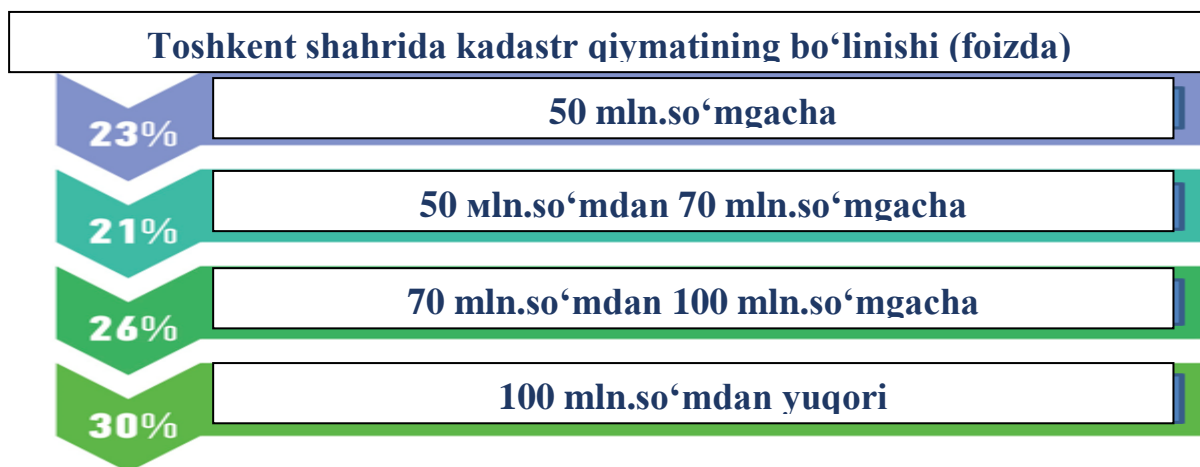 Toshkent shahrida kadastr qiymatining bo‘linishi (foizda)
23%
50 mln.so‘mgacha
21%
50 мln.so‘mdan 70 mln.so‘mgacha
26%
70 mln.so‘mdan 100 mln.so‘mgacha
30%
100 mln.so‘mdan yuqori